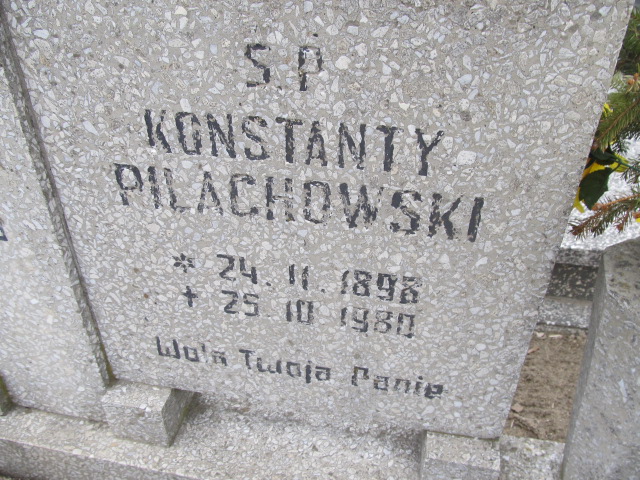 S.P
KONSTANTY
PILACHOWSKI
* 24.11.1898
+ 25 10 1980
Wola Twoja Panie